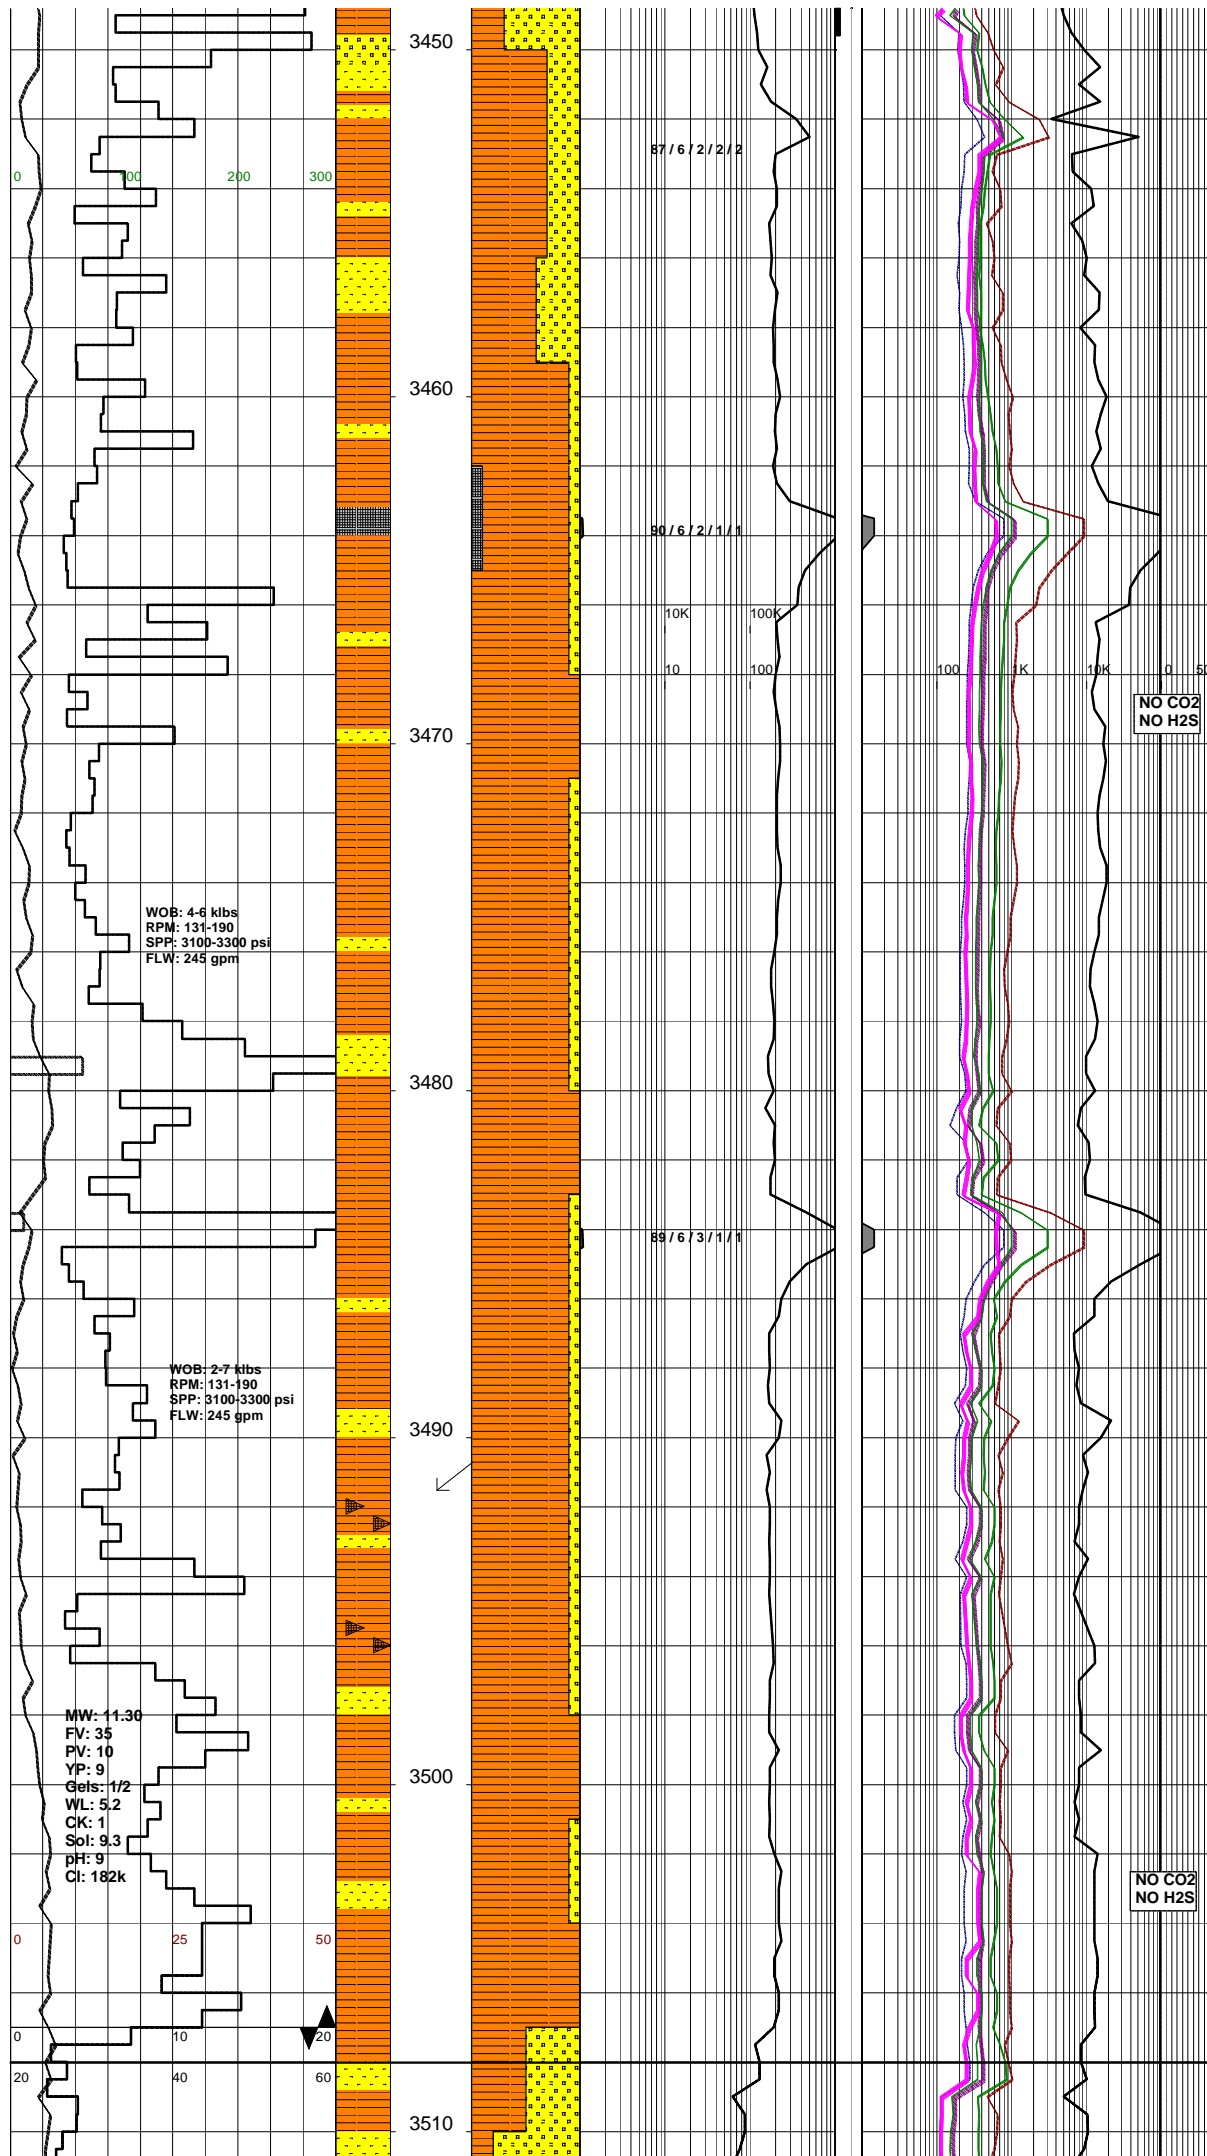 3450
87 / 6 / 2 / 2 / 2
0 100 200 300
3460
90 / 6 / 2 / 1 / 1
10K 100K
10 100 100 1K 10K 0
NO CO2
NO H2S
3470
WOB: 4-6 klbs
RPM: 131-190
SPP: 3100-3300 psi
FLW: 245 gpm
3480
89 / 6 / 3 / 1 / 1
WOB: 2-7 klbs
RPM: 131-190
SPP: 3100-3300 psi
FLW: 245 gpm
3490
MW: 11.30
FV: 35
PV: 10
YP: 9
Gels: 1/2
WL: 5.2
CK: 1
Sol: 9.3
pH: 9
Cl: 182k
3500
NO CO2
NO H2S
0 25 50
0 10 20
20 40 60
3510